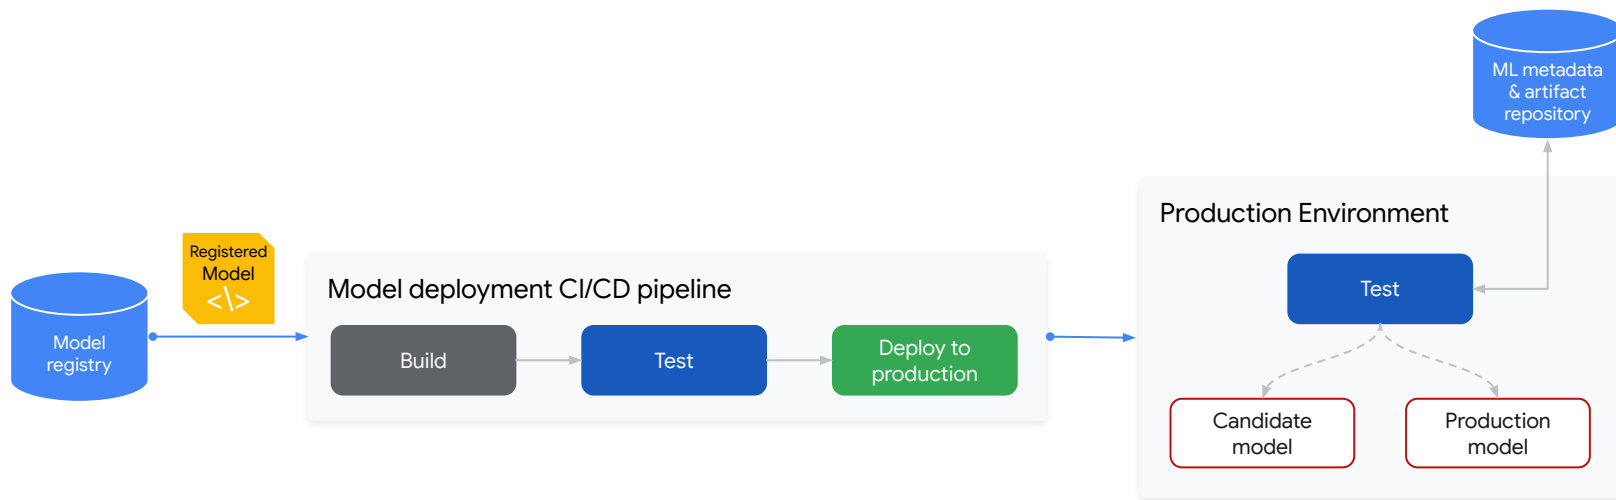 ML metadata
& artifact
repository
Production Environment
Registered
Model
</>
Model deployment CI/CD pipeline
Test
Model
registry
Build
Test
Deploy to
production
Candidate
model
Production
model